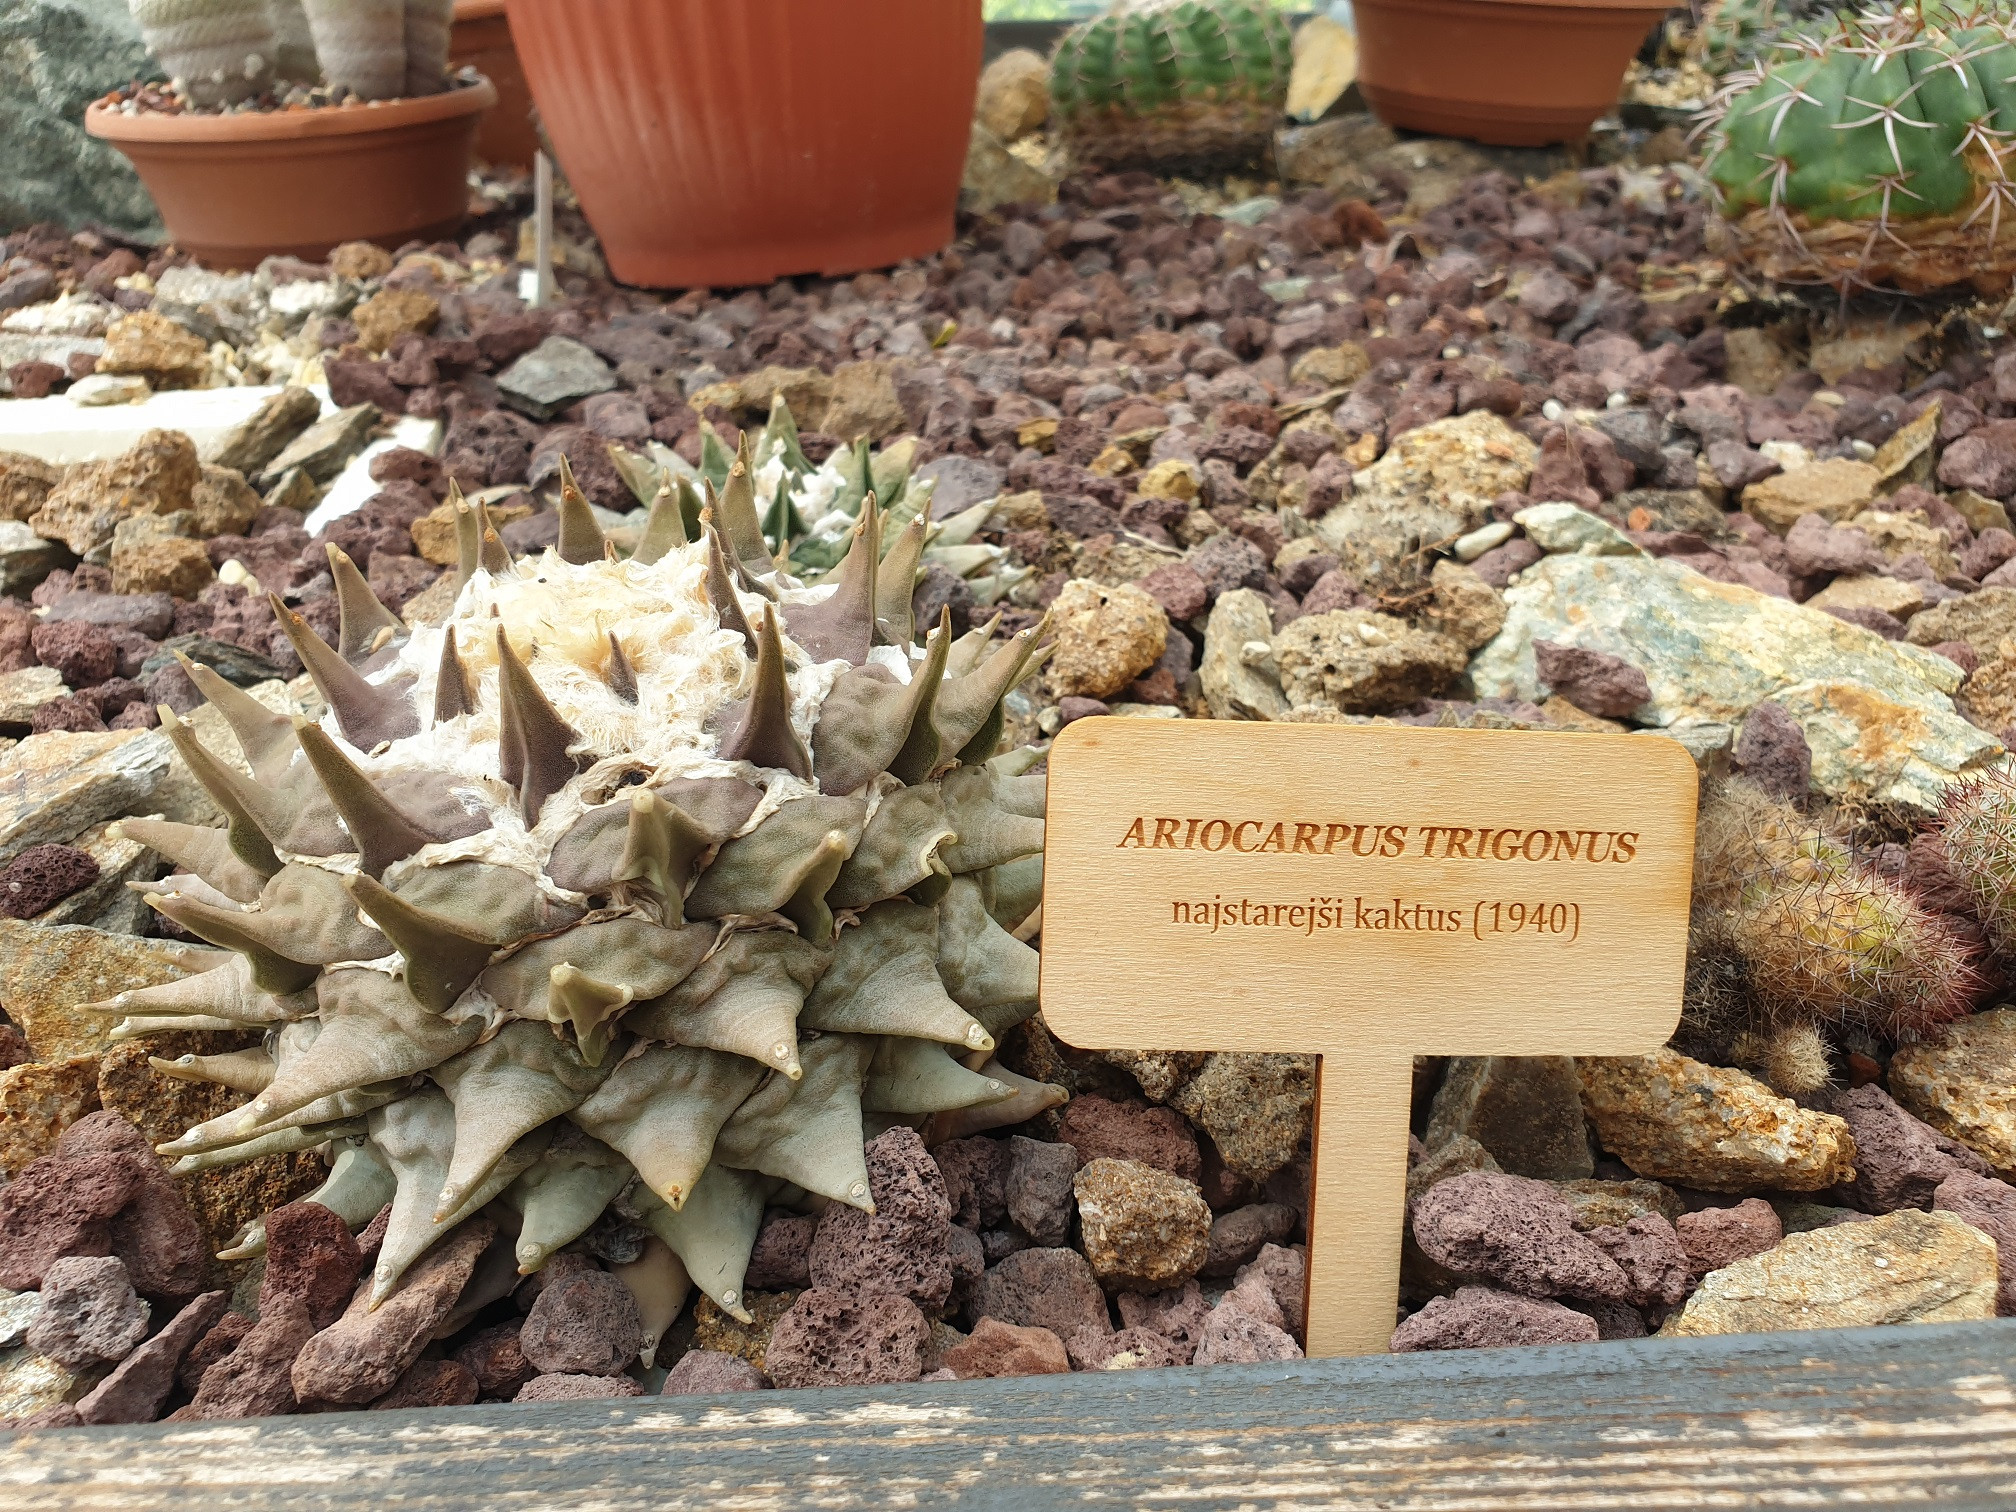 ARIOCARPUS TRIGONUS
najstarejši kaktus (1940)